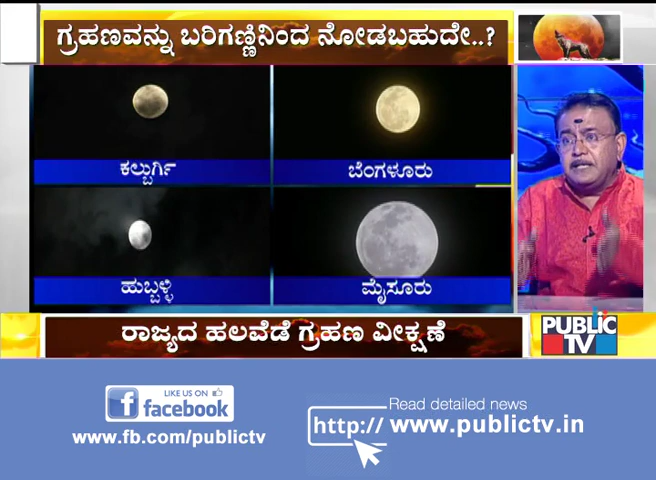 ಗ್ರಹಣವನ್ನು ಬರಿಗಣ್ಣಿನಿಂದ ನೋಡಬಹುದೇ..?
ಕಲ್ಬುರ್ಗಿ
ಬೆಂಗಳೂರು
ಹುಬ್ಬಳ್ಳಿ
ಮೈಸೂರು
ರಾಜ್ಯದ ಹಲವೆಡೆ ಗ್ರಹಣ ವೀಕ್ಷಣೆ
PUBLIC
TV
LIKE US ON
facebook
www.fb.com/publictv
Read detailed news
http:// www.publictv.in